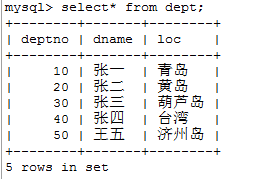 mysql> select* from dept;
+--------+-------+--------+
| deptno | dname | loc    |
+--------+-------+--------+
|     10 | 张一 | 青岛   |
|     20 | 张二 | 黄岛   |
|     30 | 张三 | 葫芦岛 |
|     40 | 张四 | 台湾   |
|     50 | 王五 | 济州岛 |
+--------+-------+--------+
5 rows in set